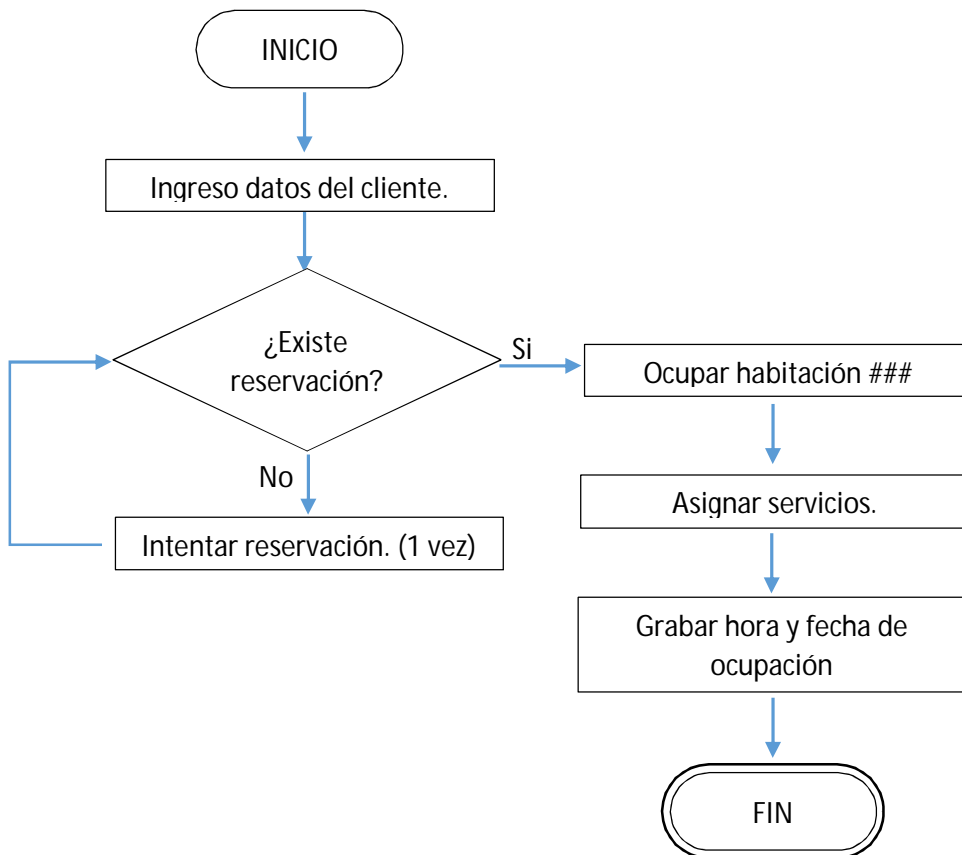 INICIO
Ingreso datos del cliente.
¿Existe
reservación?
Si
No
Intentar reservación. (1 vez)
Ocupar habitación ###
Asignar servicios.
Grabar hora y fecha de
ocupación
FIN